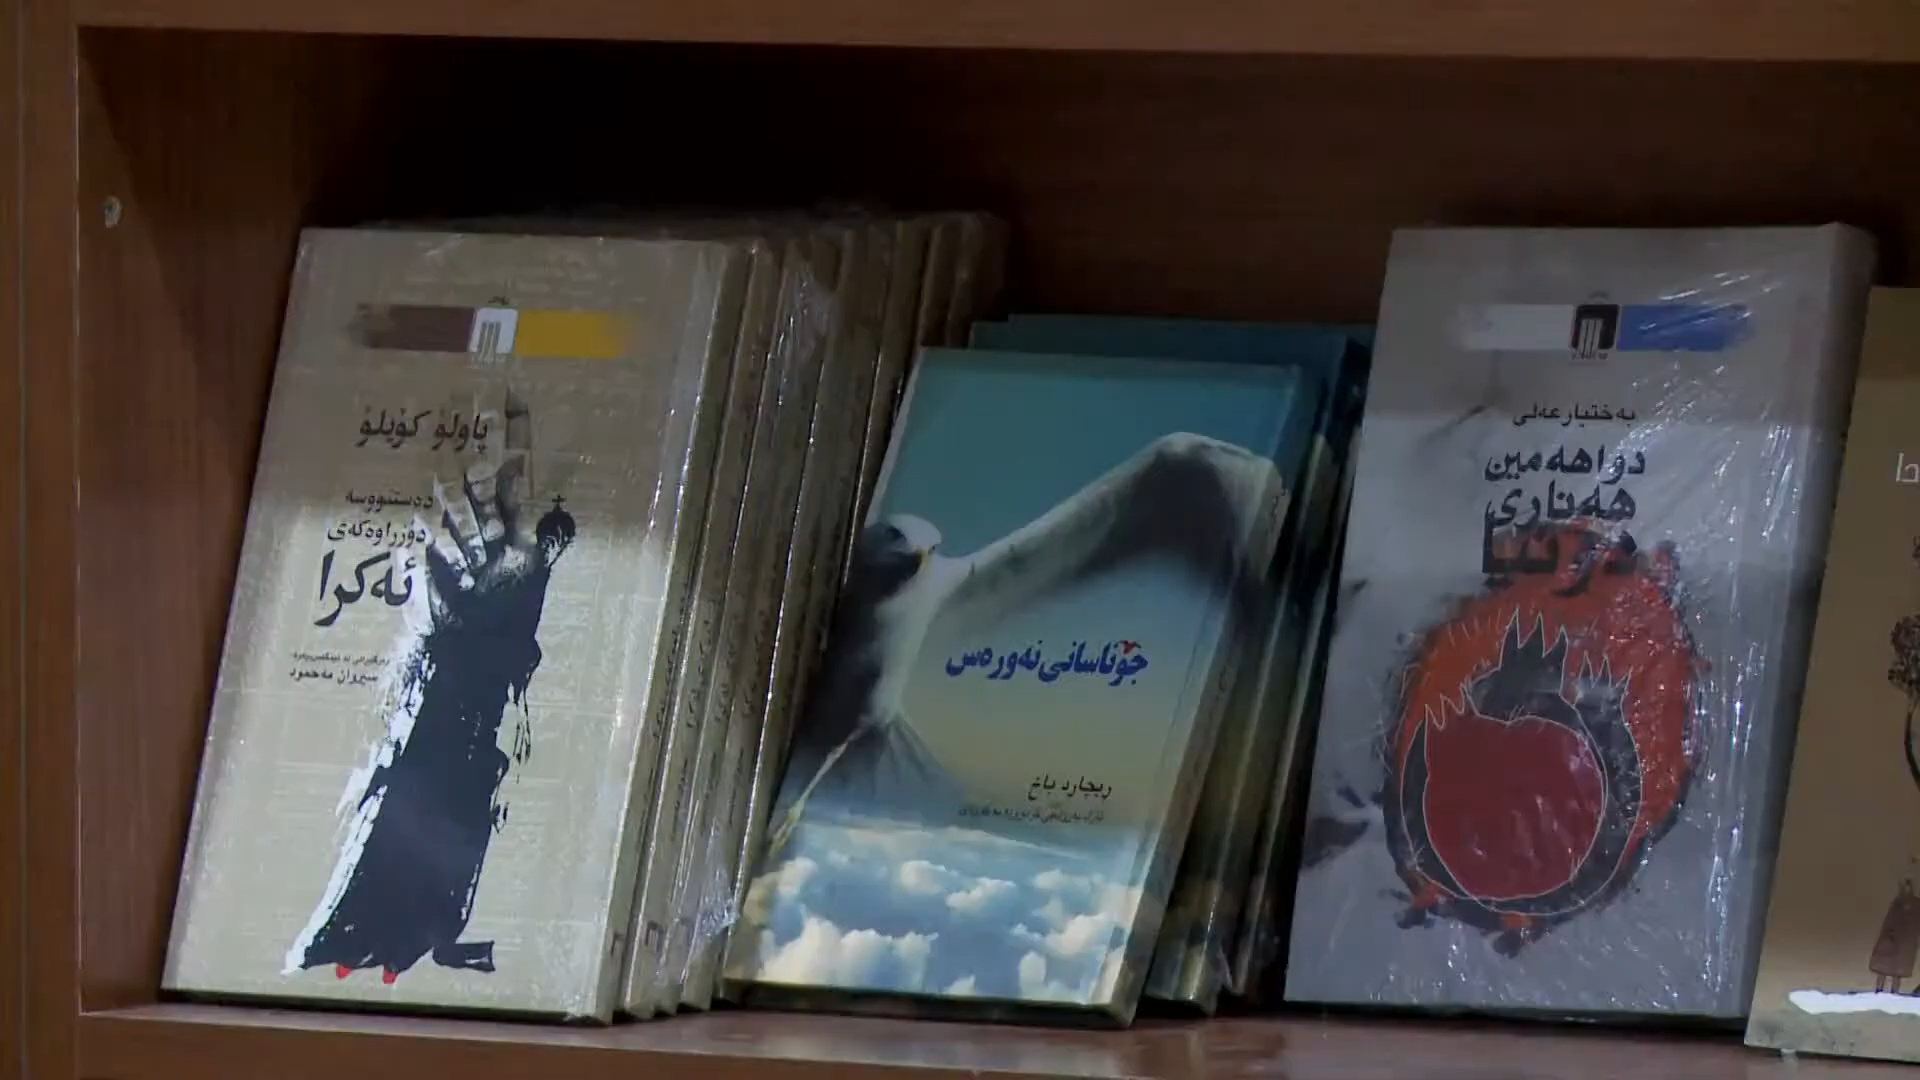 پاولۆ کۆیلۆ
دەستنووسە
دۆزراوەکەی
ئەکرا
سیروان مەحمود
جۆناسانی نەورەس
ریچارد باخ
بەختیار عەلی
دواهەمین
هەناری
دونیا